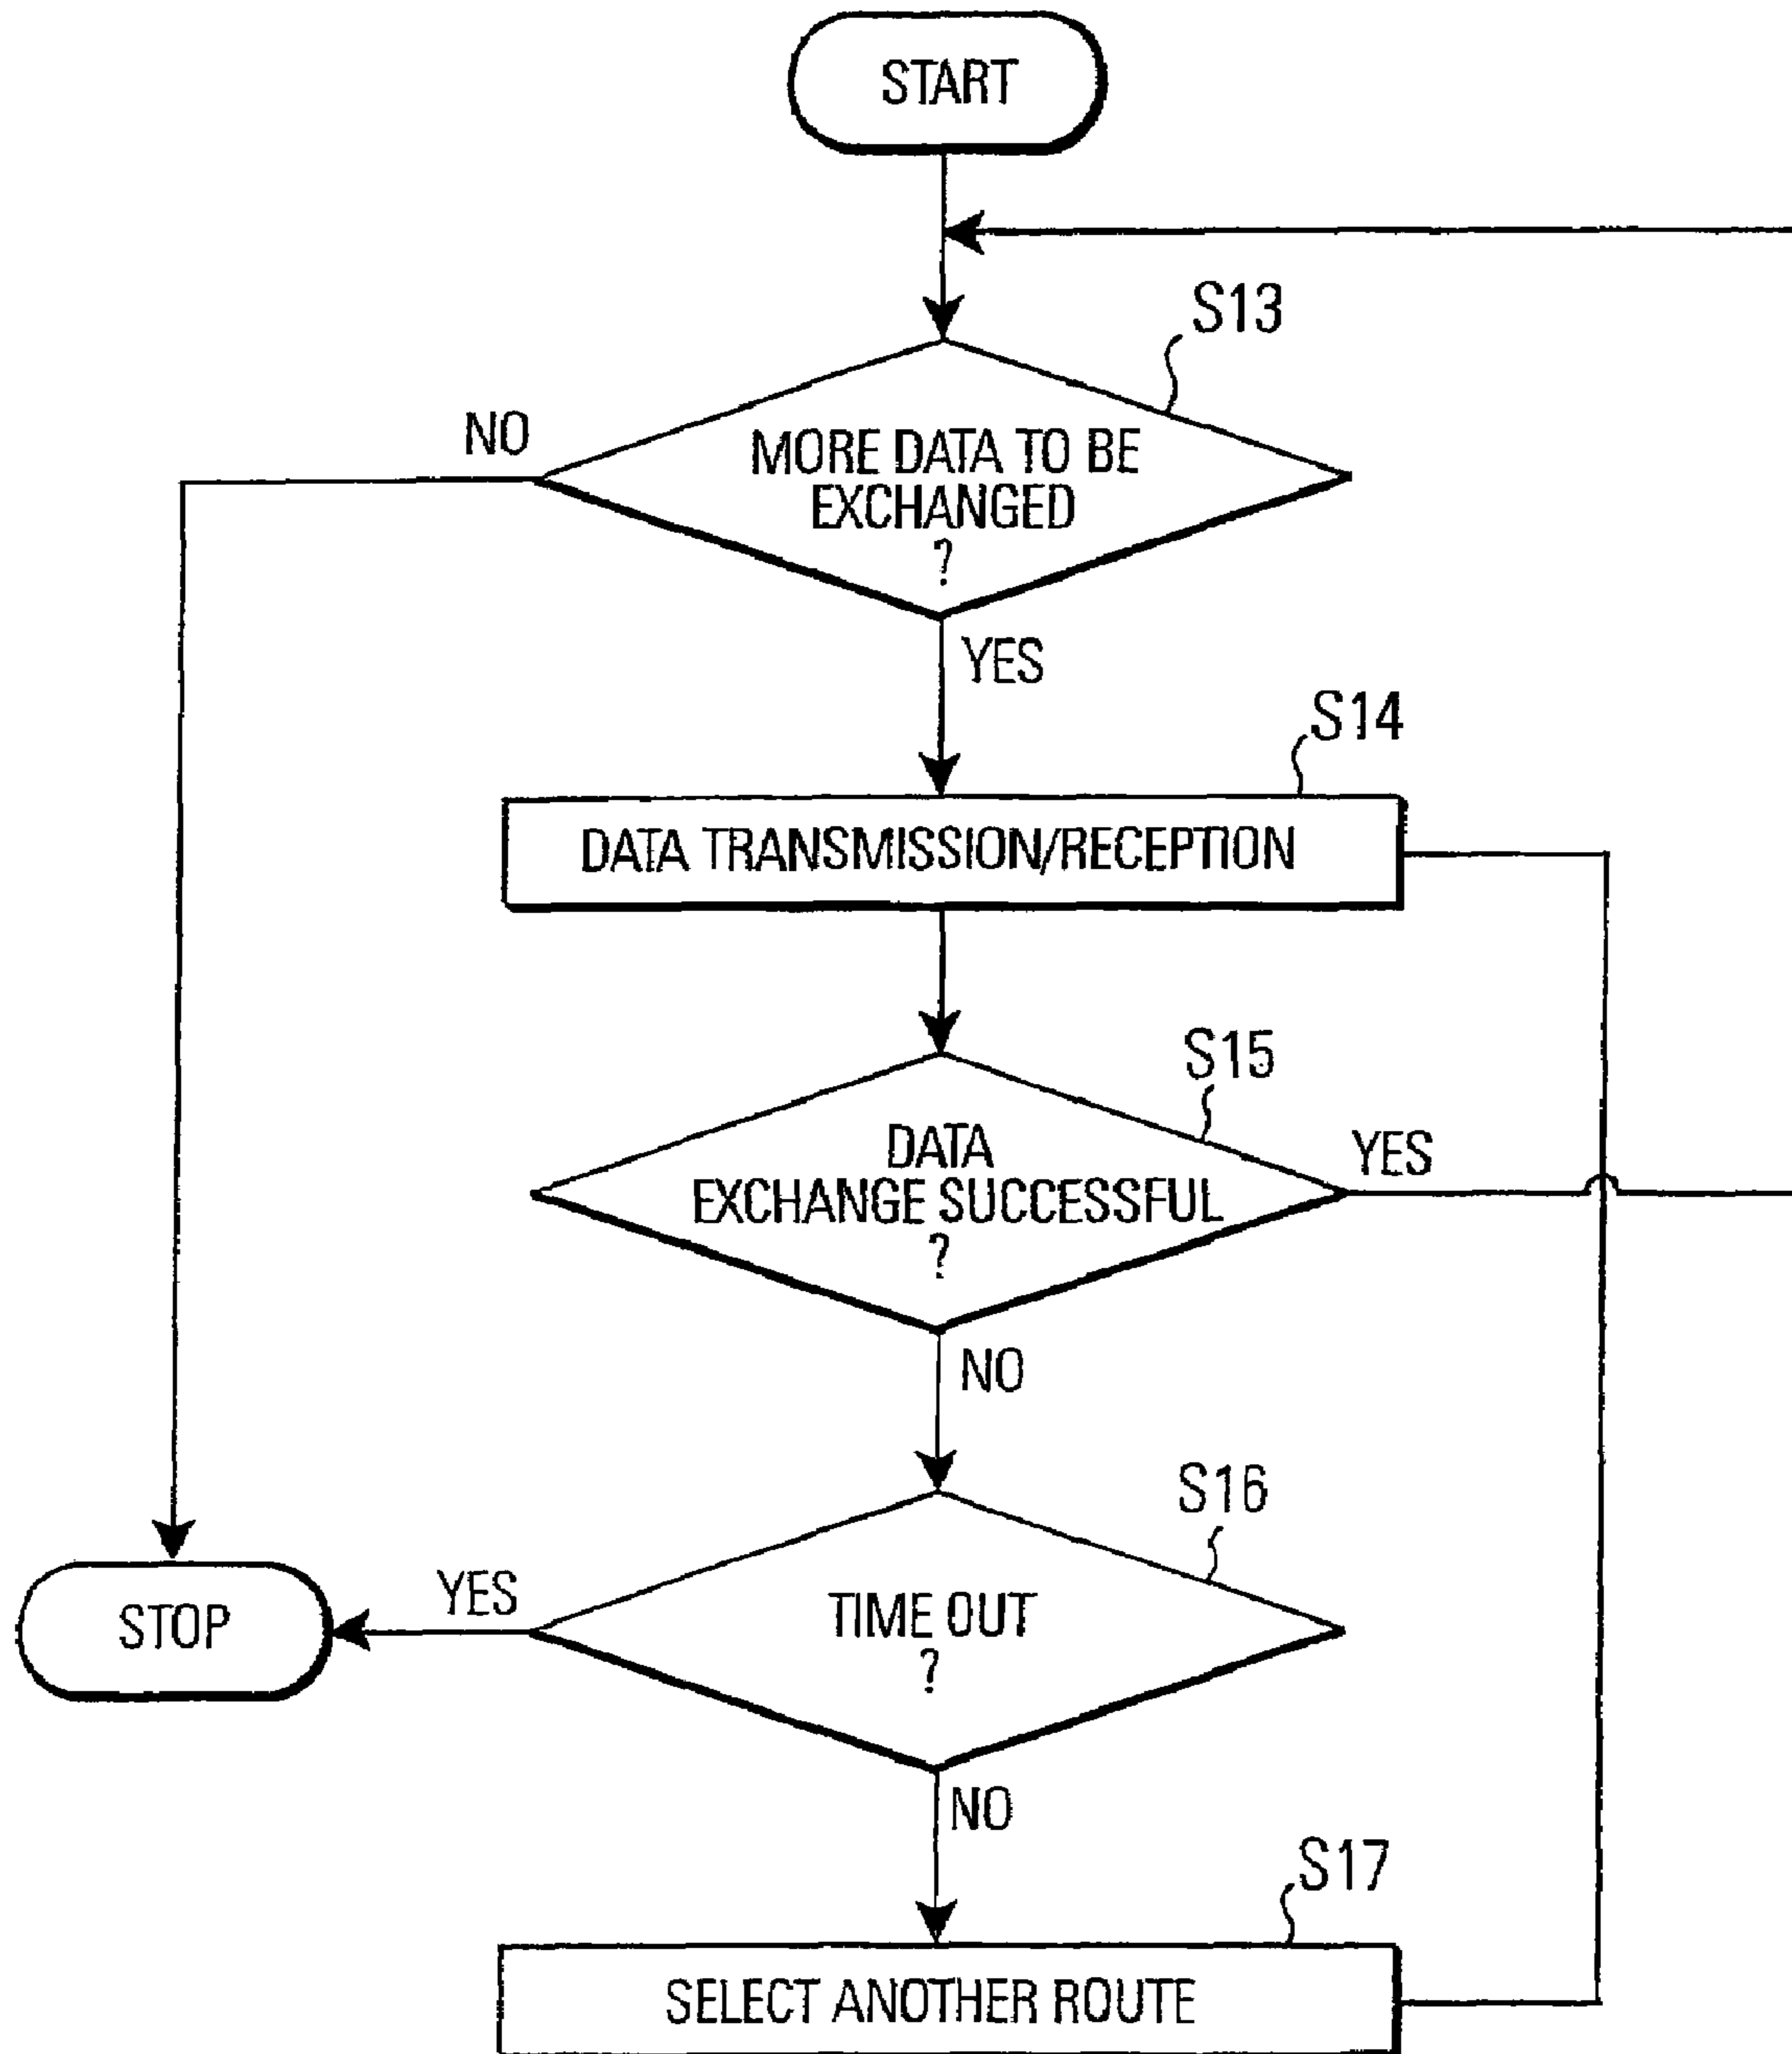 START
S13
NO
MORE DATA TO BE
EXCHANGED
?
YES
S14
DATA TRANSMISSION/RECEPTION
S15
DATA
EXCHANGE SUCCESSFUL
?
YES
NO
S16
STOP
YES
TIME OUT
?
NO
S17
SELECT ANOTHER ROUTE